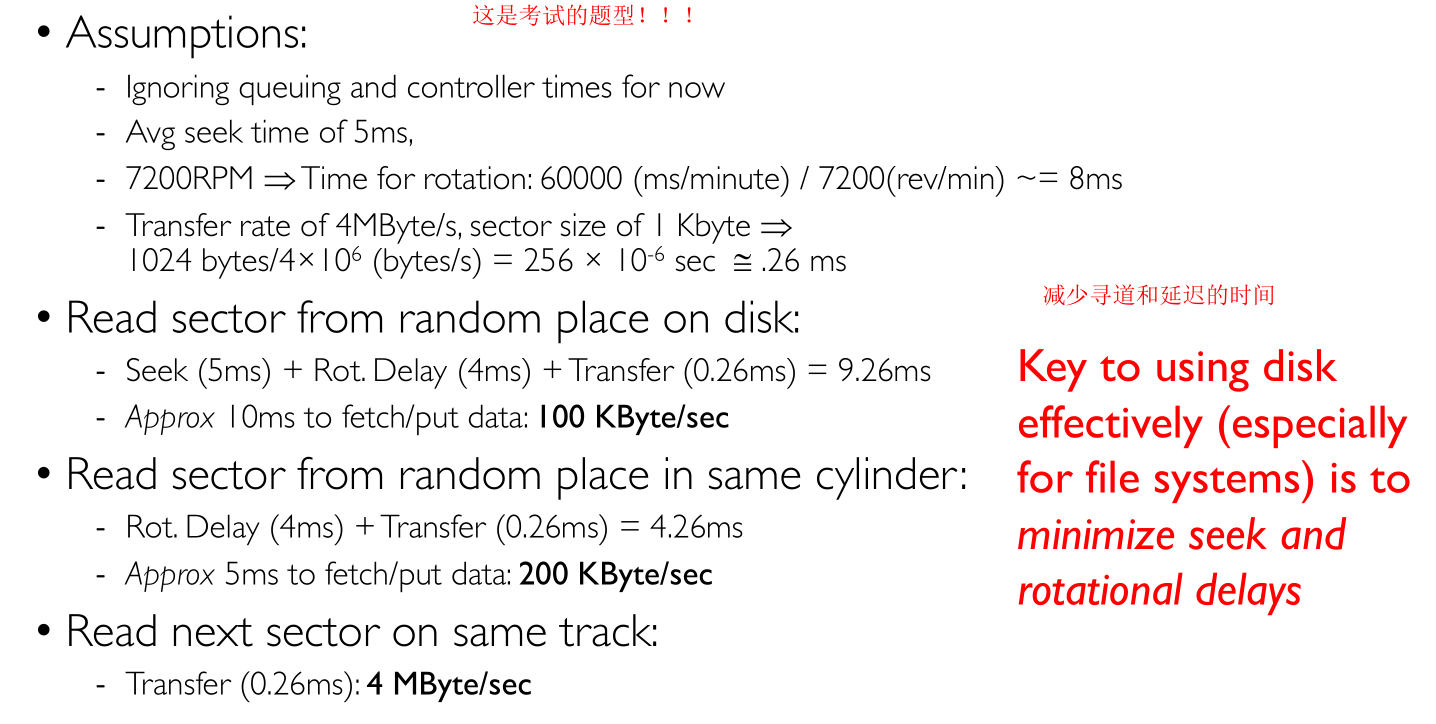 这是考试的题型！！！
• Assumptions:
- Ignoring queuing and controller times for now
- Avg seek time of 5ms,
- 7200RPM ⇒ Time for rotation: 60000 (ms/minute) / 7200(rev/min) ~= 8ms
- Transfer rate of 4MByte/s, sector size of 1 Kbyte ⇒
1024 bytes/4×10⁶ (bytes/s) = 256 × 10⁻⁶ sec ≅ .26 ms
• Read sector from random place on disk:
- Seek (5ms) + Rot. Delay (4ms) + Transfer (0.26ms) = 9.26ms
- Approx 10ms to fetch/put data: 100 KByte/sec
• Read sector from random place in same cylinder:
- Rot. Delay (4ms) + Transfer (0.26ms) = 4.26ms
- Approx 5ms to fetch/put data: 200 KByte/sec
• Read next sector on same track:
- Transfer (0.26ms): 4 MByte/sec
减少寻道和延迟的时间
Key to using disk
effectively (especially
for file systems) is to
minimize seek and
rotational delays